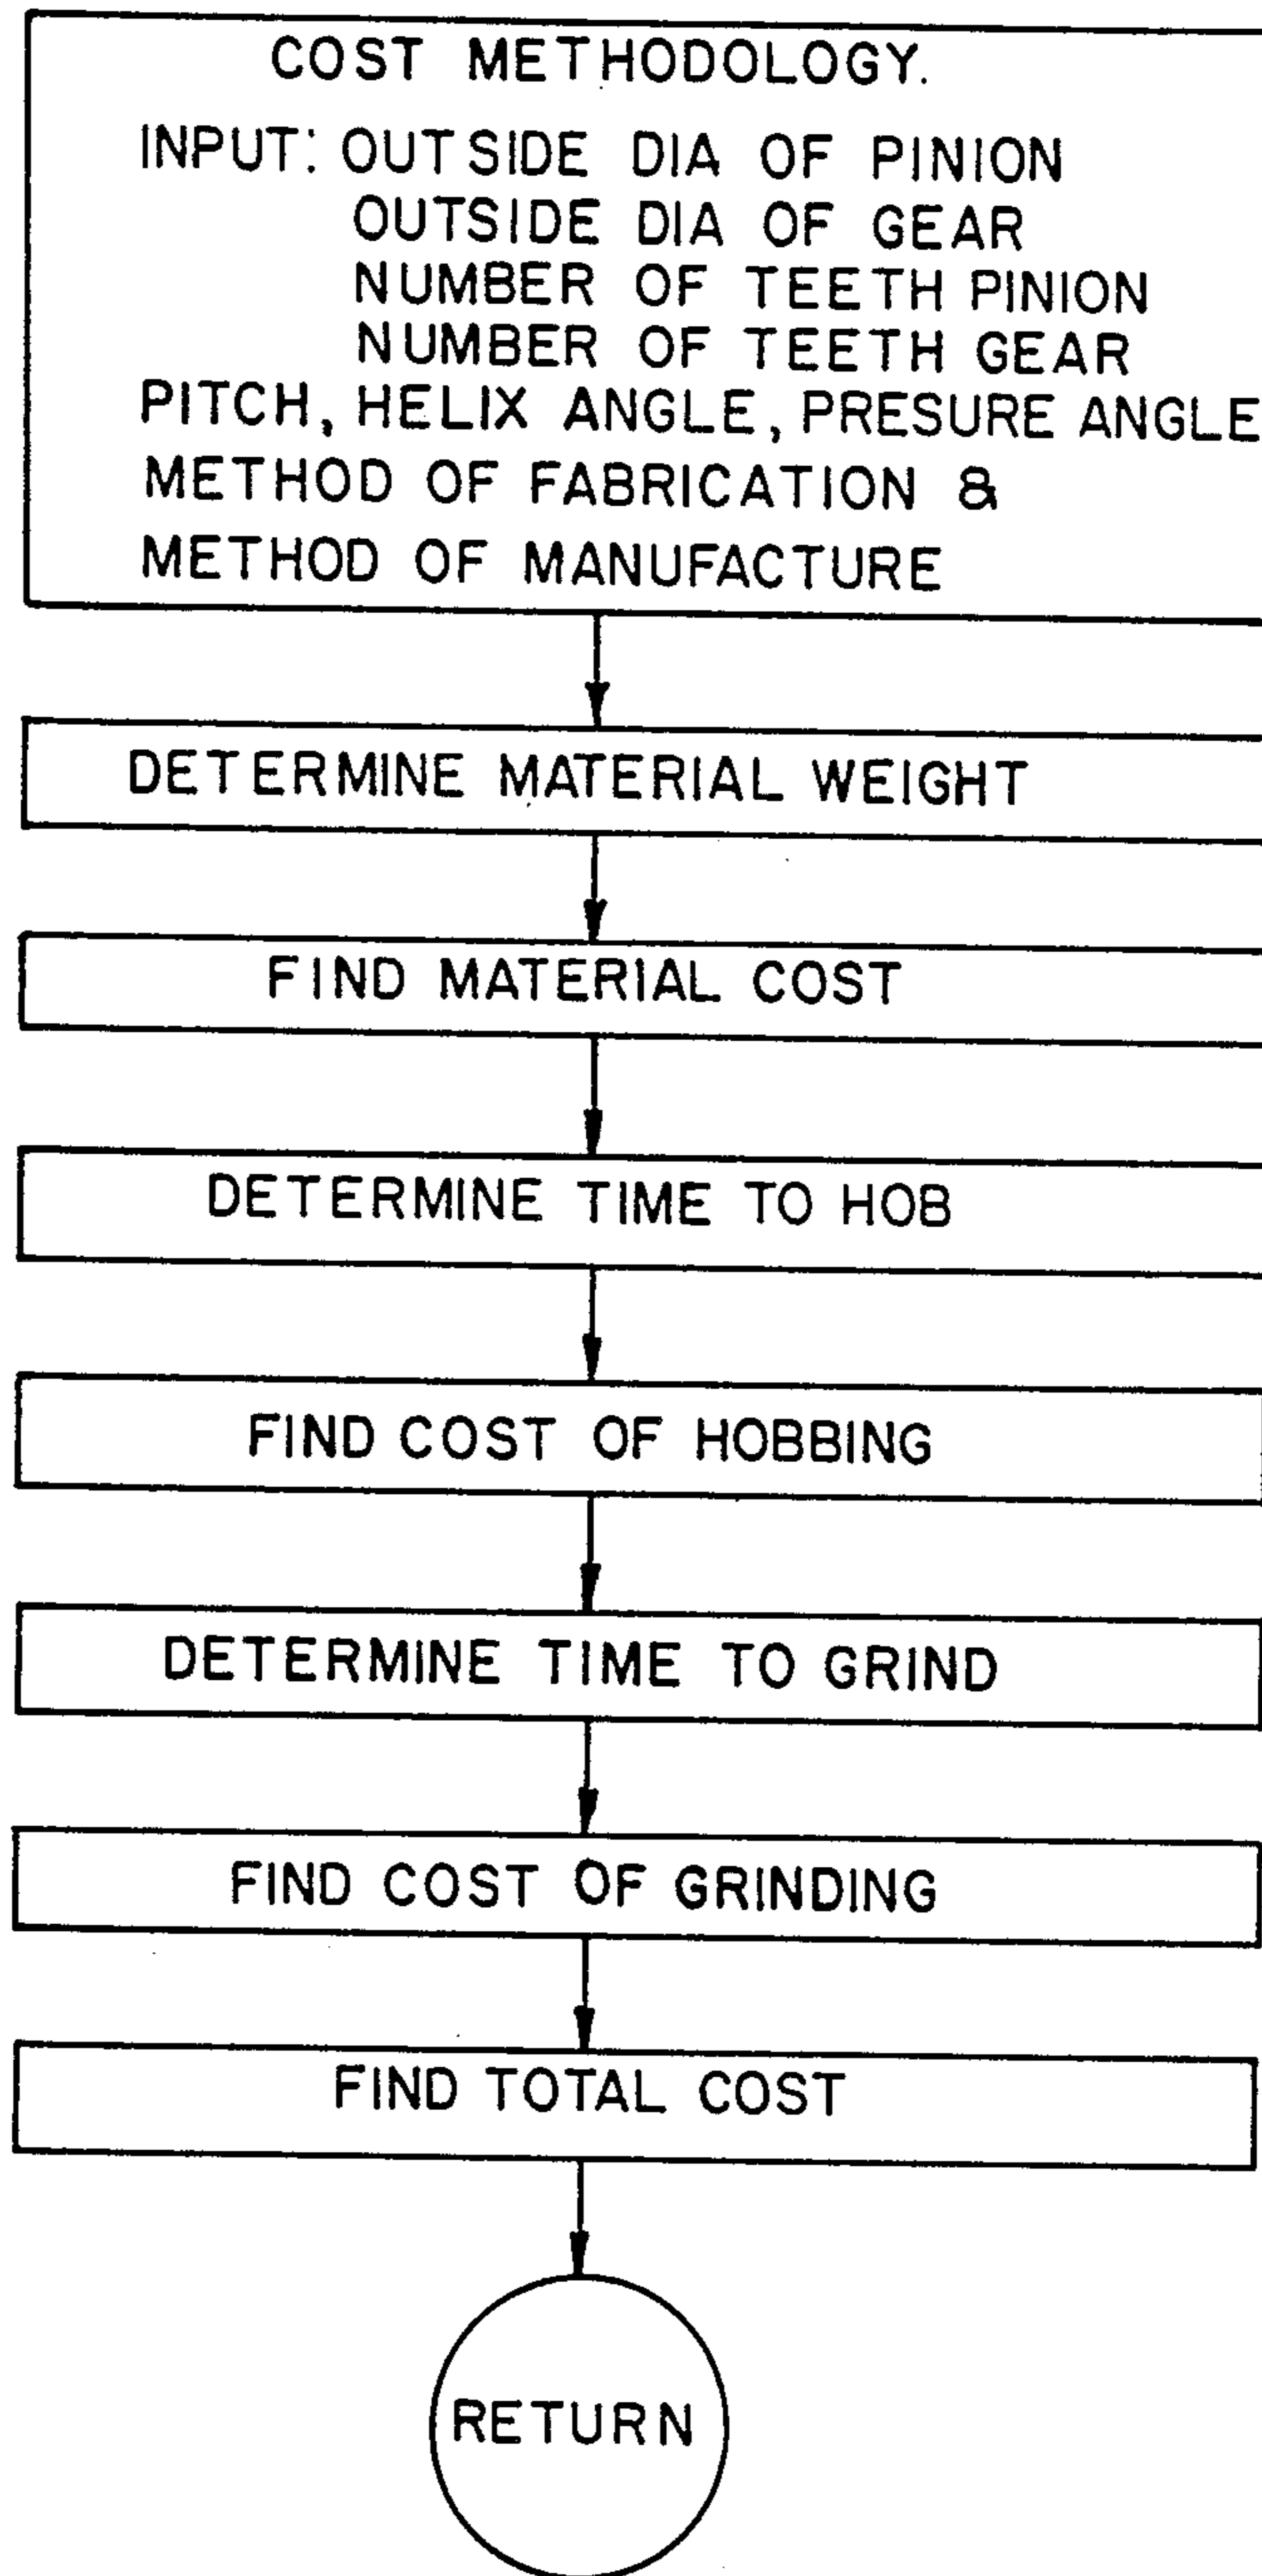 COST METHODOLOGY.
INPUT: OUTSIDE DIA OF PINION
OUTSIDE DIA OF GEAR
NUMBER OF TEETH PINION
NUMBER OF TEETH GEAR
PITCH, HELIX ANGLE, PRESURE ANGLE
METHOD OF FABRICATION &
METHOD OF MANUFACTURE
DETERMINE MATERIAL WEIGHT
FIND MATERIAL COST
DETERMINE TIME TO HOB
FIND COST OF HOBBING
DETERMINE TIME TO GRIND
FIND COST OF GRINDING
FIND TOTAL COST
RETURN